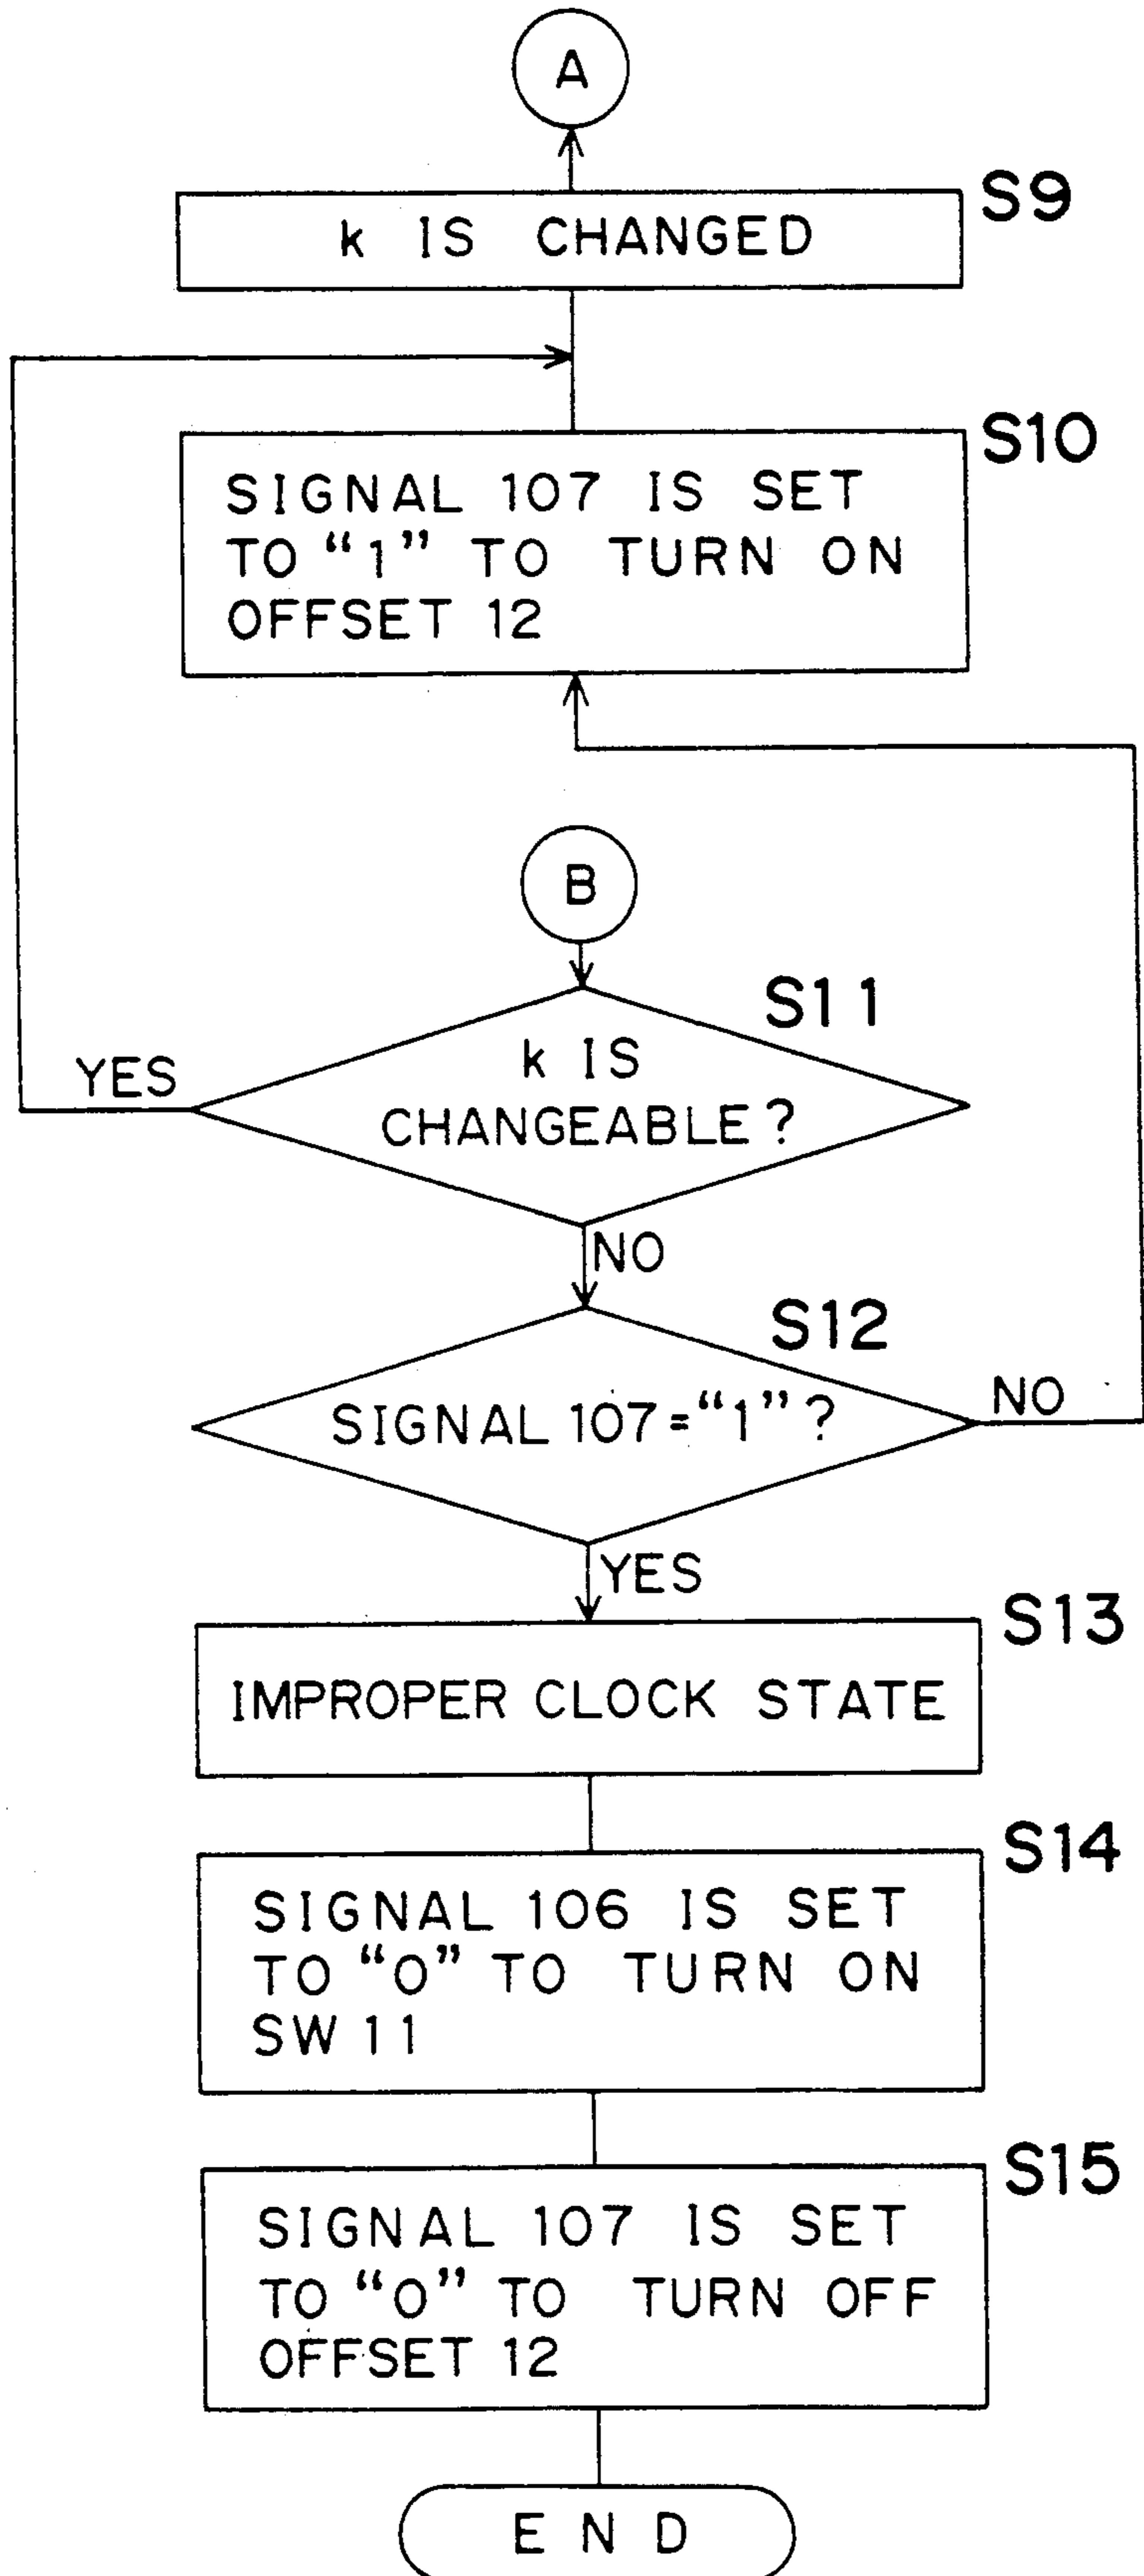 A
S9
k IS CHANGED
S10
SIGNAL 107 IS SET
TO “1” TO TURN ON
OFFSET 12
B
S11
k IS
CHANGEABLE?
YES
NO
S12
SIGNAL 107=“1”?
NO
YES
S13
IMPROPER CLOCK STATE
S14
SIGNAL 106 IS SET
TO “0” TO TURN ON
SW 11
S15
SIGNAL 107 IS SET
TO “0” TO TURN OFF
OFFSET 12
END